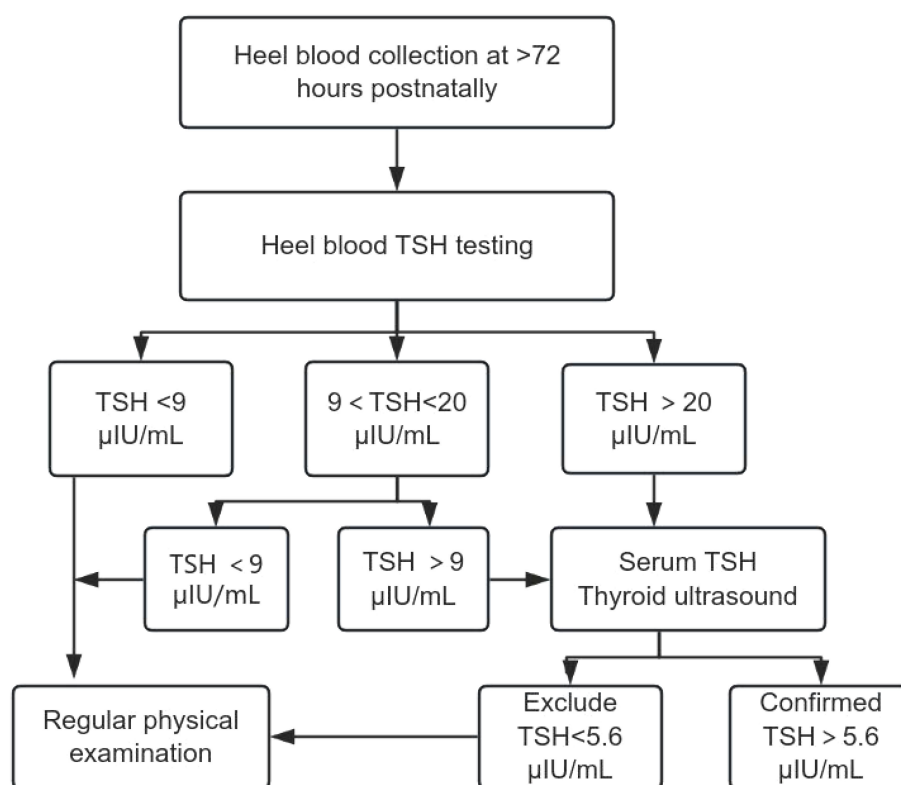 Heel blood collection at >72
hours postnatally
Heel blood TSH testing
TSH <9
μIU/mL
9 < TSH<20
μIU/mL
TSH > 20
μIU/mL
TSH < 9
μIU/mL
TSH > 9
μIU/mL
Serum TSH
Thyroid ultrasound
Regular physical
examination
Exclude
TSH<5.6
μIU/mL
Confirmed
TSH > 5.6
μIU/mL